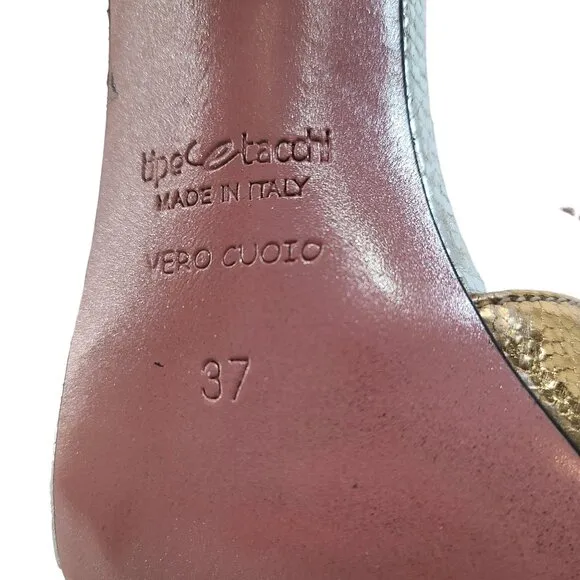 tipe e tacchi
MADE IN ITALY
VERO CUOIO
37